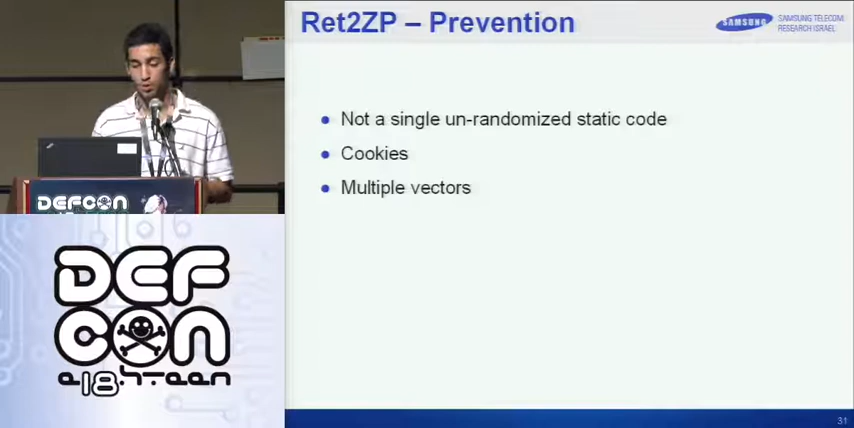 Ret2ZP – Prevention
SAMSUNG
SAMSUNG TELECOM
RESEARCH ISRAEL
Not a single un-randomized static code
Cookies
Multiple vectors
DEFCON
DEF
CON
31